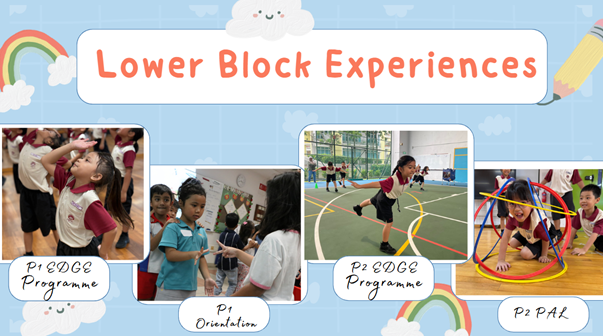 Lower Block Experiences
P1 EDGE
Programme
P1
Orientation
P2 EDGE
Programme
P2 PAL